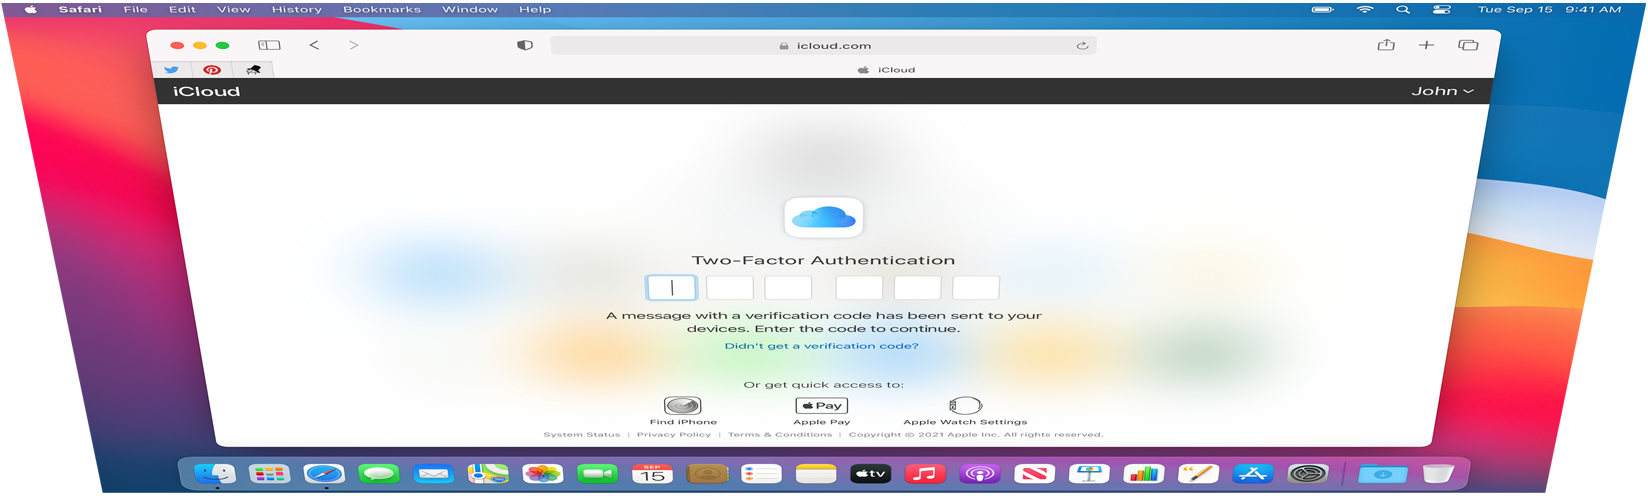 Safari File Edit View History Bookmarks Window Help Tue Sep 15 9:41 AM
icloud.com
iCloud
iCloud John
Two-Factor Authentication
A message with a verification code has been sent to your
devices. Enter the code to continue.
Didn't get a verification code?
Or get quick access to:
Pay
Find iPhone Apple Pay Apple Watch Settings
System Status | Privacy Policy | Terms & Conditions | Copyright © 2021 Apple Inc. All rights reserved.
SEP
15
tv